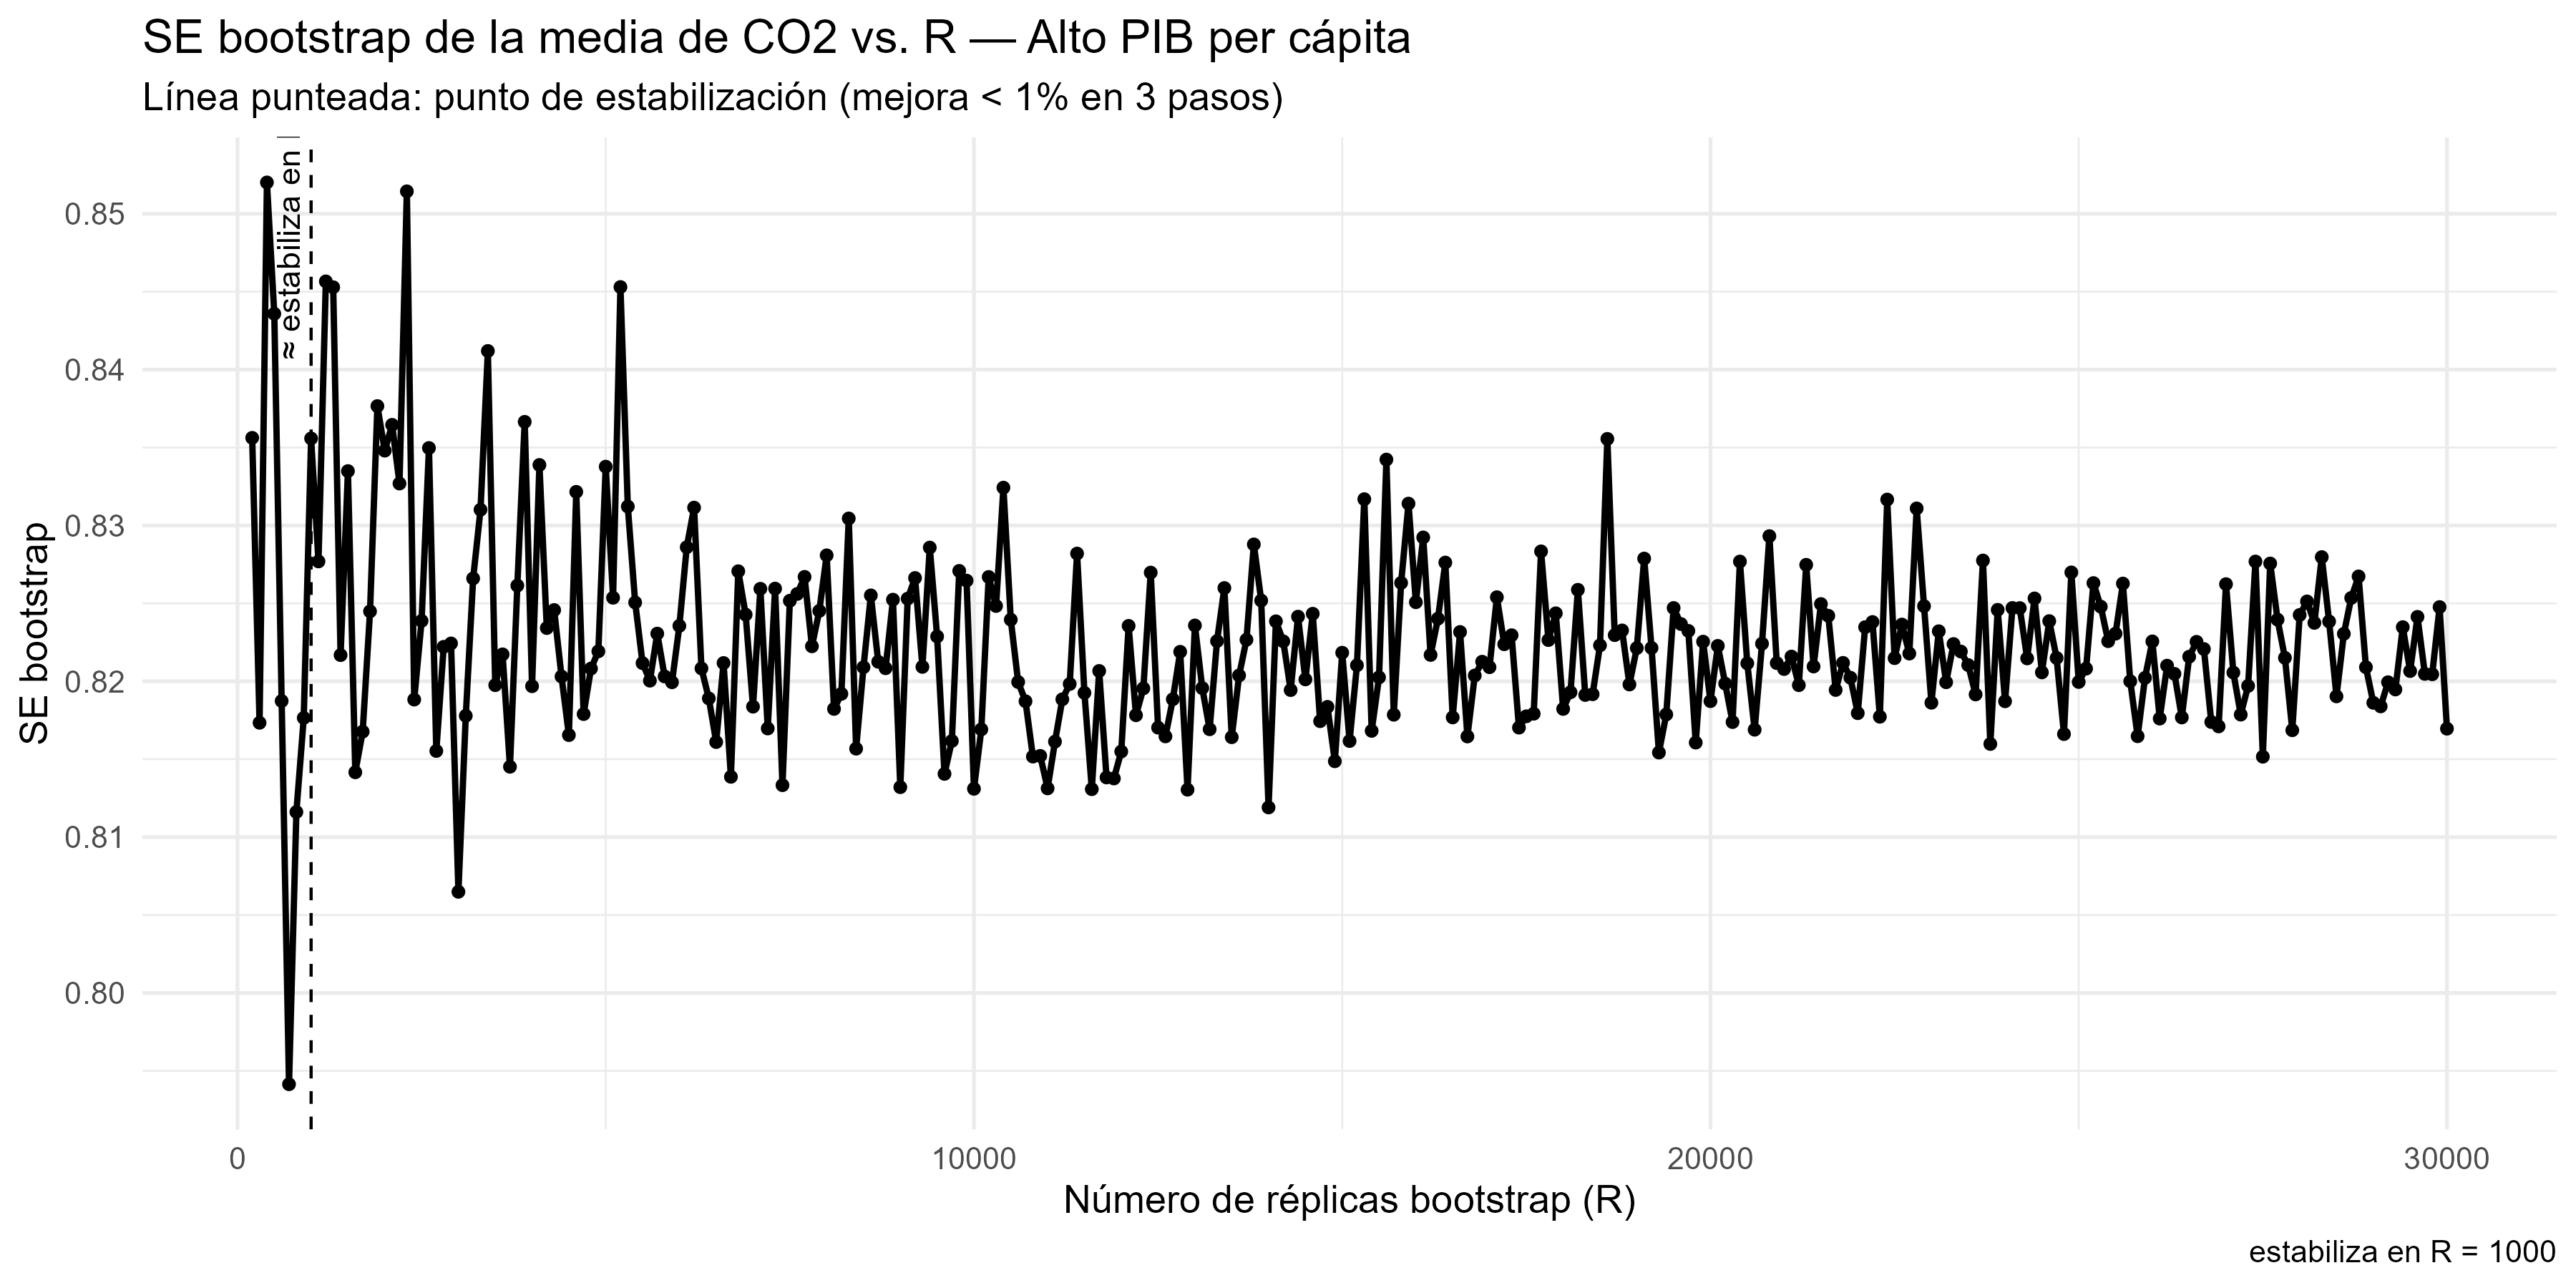 SE bootstrap de la media de CO2 vs. R — Alto PIB per cápita
Línea punteada: punto de estabilización (mejora < 1% en 3 pasos)
≈ estabiliza en
0.85
0.84
0.83
0.82
0.81
0.80
SE bootstrap
0
10000
20000
30000
Número de réplicas bootstrap (R)
estabiliza en R = 1000